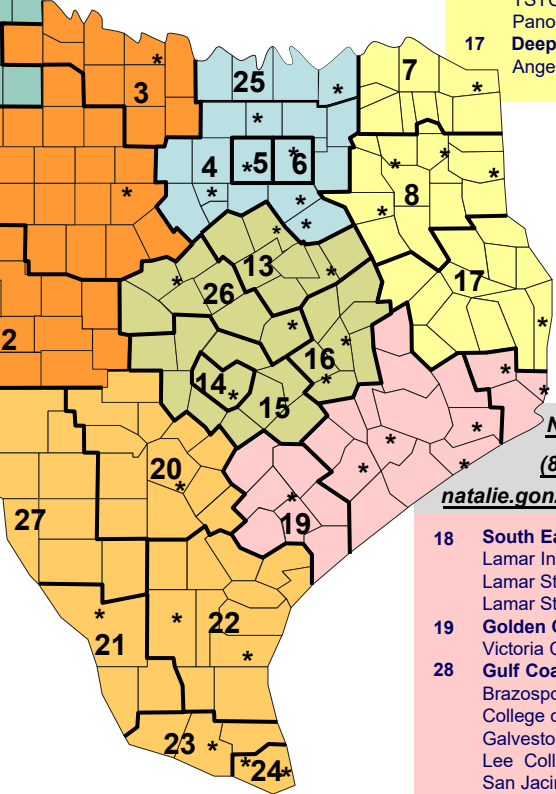 TSTC
Pano
17 Deep
Ange
25
7
3
4
*5
6
8
13
17
26
2
16
14
15
20
N
(8
natalie.gonz
27
19
18 South Ea
Lamar In
Lamar St
Lamar St
19 Golden C
Victoria C
28 Gulf Coa
Brazospo
College o
Galvesto
Lee Coll
San Jacin
22
21
23
24